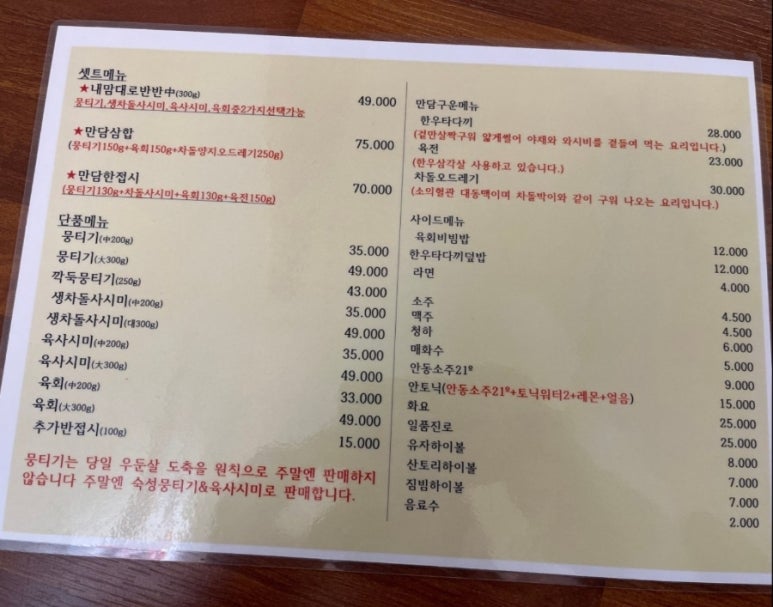 셋트메뉴
★내맘대로반반中(300g) 49.000
뭉티기,생차돌사시미,육사시미,육회중2가지선택가능
★만담삼합 75.000
(뭉티기150g+육회150g+차돌양지오드레기250g)
★만담한접시 70.000
(뭉티기130g+차돌사시미+육회130g+육전150g)
단품메뉴
뭉티기(中200g) 35.000
뭉티기(大300g) 49.000
깍둑뭉티기(250g) 43.000
생차돌사시미(中200g) 35.000
생차돌사시미(대300g) 49.000
육사시미(中200g) 35.000
육사시미(大300g) 49.000
육회(中200g) 33.000
육회(大300g) 49.000
추가반접시(100g) 15.000
뭉티기는 당일 우둔살 도축을 원칙으로 주말엔 판매하지
않습니다 주말엔 숙성뭉티기&육사시미로 판매합니다.
만담구운메뉴
한우타다끼 28.000
(겉만살짝구워 얇게썰어 야채와 와시비를 곁들여 먹는 요리입니다.)
육전 23.000
(한우삼각살 사용하고 있습니다.)
차돌오드레기 30.000
(소의혈관 대동맥이며 차돌박이와 같이 구워 나오는 요리입니다.)
사이드메뉴
육회비빔밥 12.000
한우타다끼덮밥 12.000
라면 4.000
소주 4.500
맥주 4.500
청하 6.000
매화수 5.000
안동소주21º 9.000
안토닉(안동소주21º+토닉워터2+레몬+얼음) 15.000
화요 25.000
일품진로 25.000
유자하이볼 8.000
산토리하이볼 7.000
짐빔하이볼 7.000
음료수 2.000